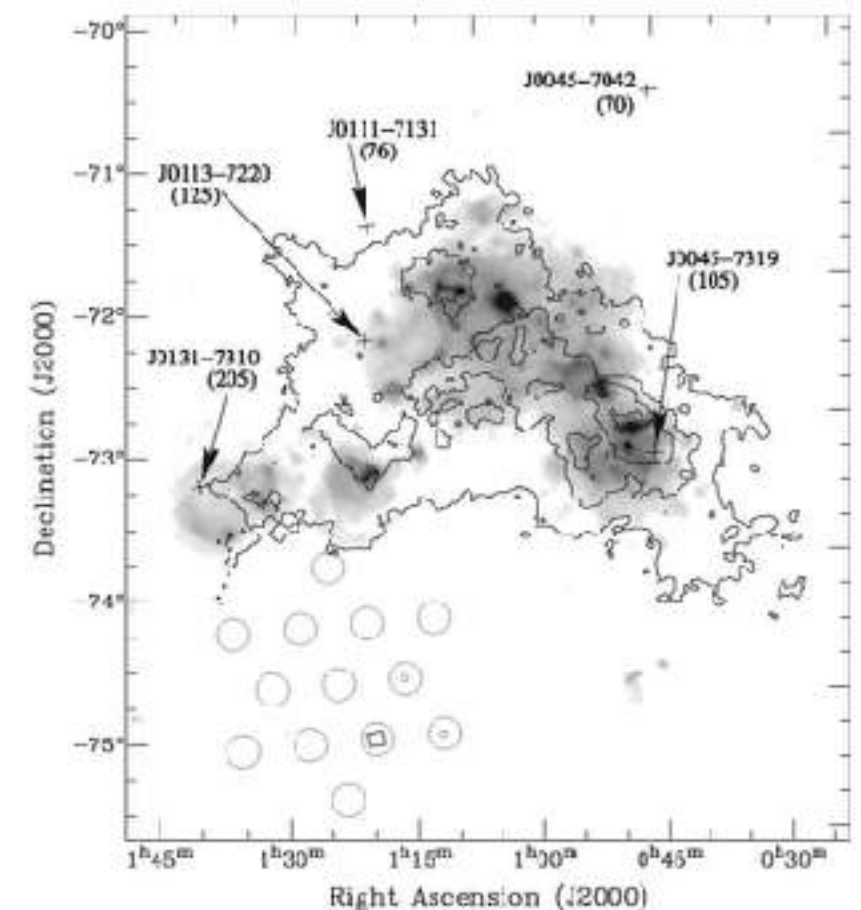 -70°
J0045-7042
(70)
J0111-7131
(76)
-71°
J0113-7220
(125)
J0045-7319
(105)
-72°
J0131-7310
(205)
-73°
-74°
-75°
Declination (J2000)
1ʰ45ᵐ 1ʰ30ᵐ 1ʰ15ᵐ 1ʰ00ᵐ 0ʰ45ᵐ 0ʰ30ᵐ
Right Ascension (J2000)